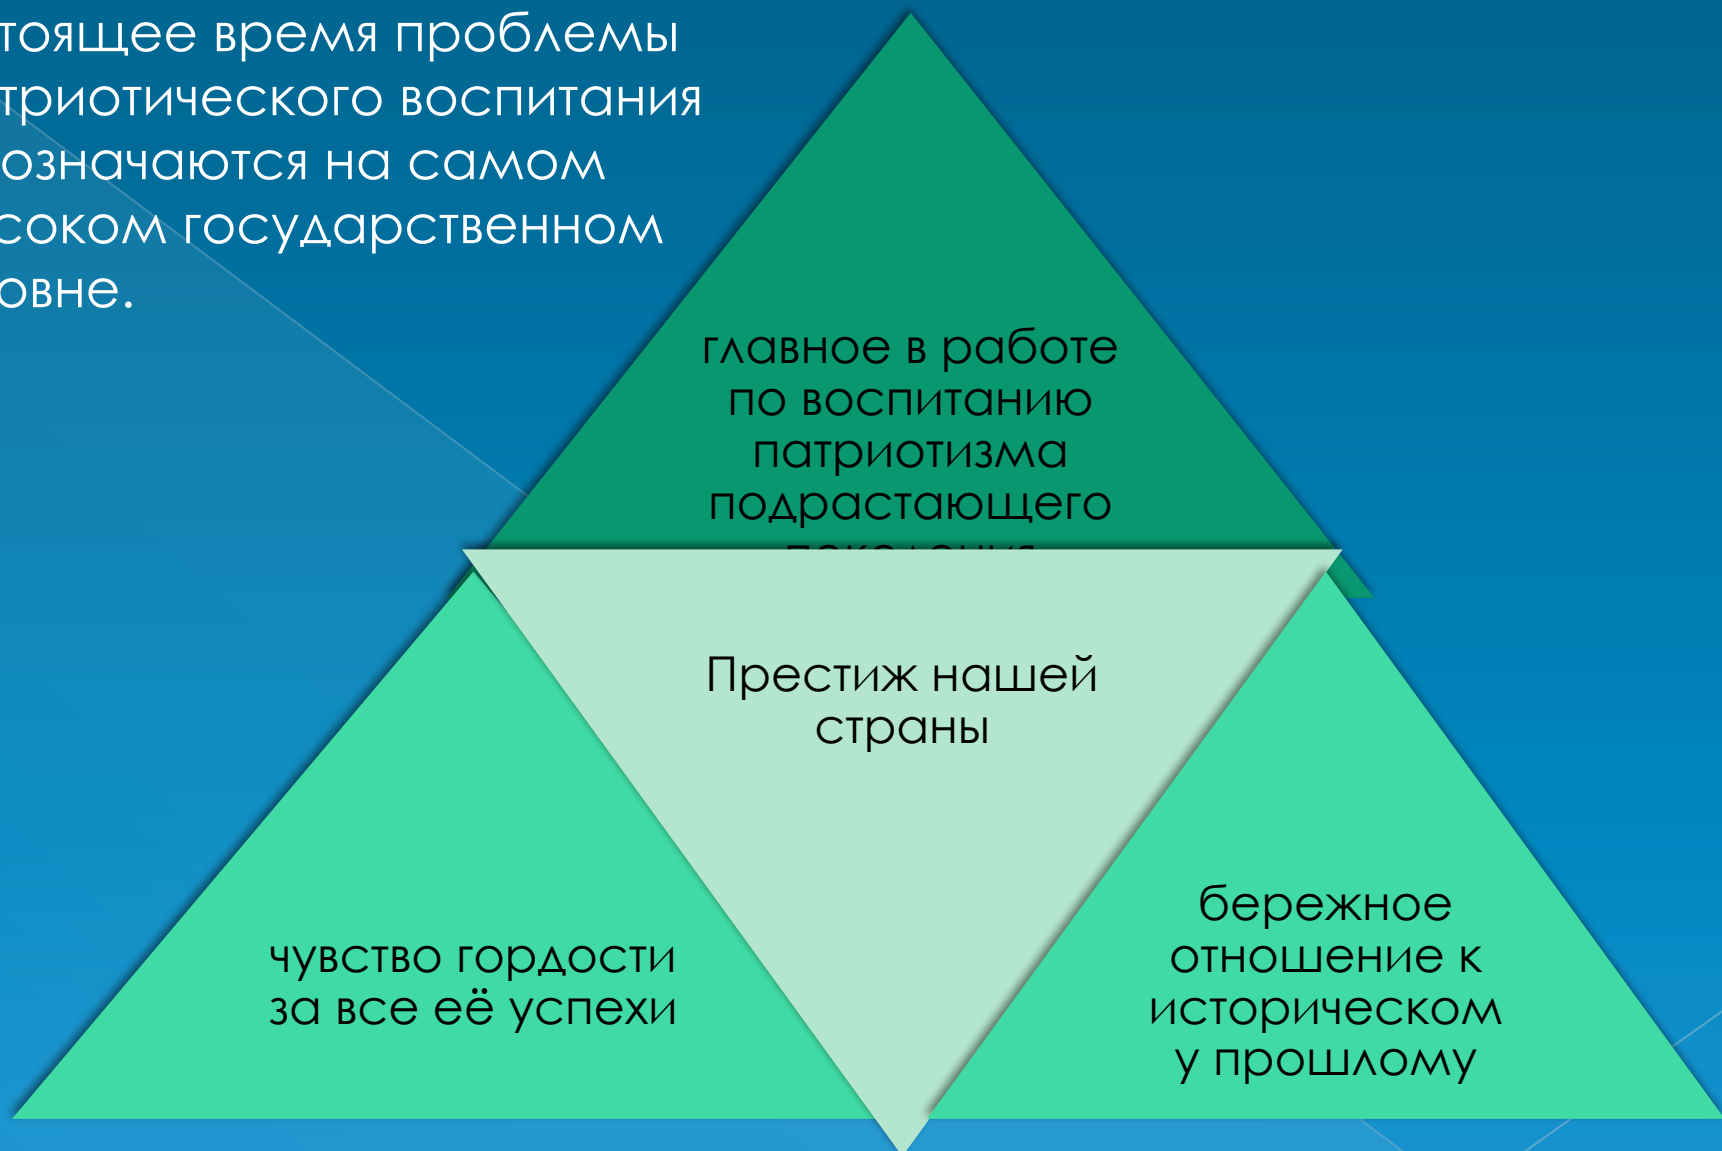 тоящее время проблемы
триотического воспитания
означаются на самом
соком государственном
овне.
главное в работе
по воспитанию
патриотизма
подрастающего
поколения
Престиж нашей
страны
чувство гордости
за все её успехи
бережное
отношение к
историческом
у прошлому